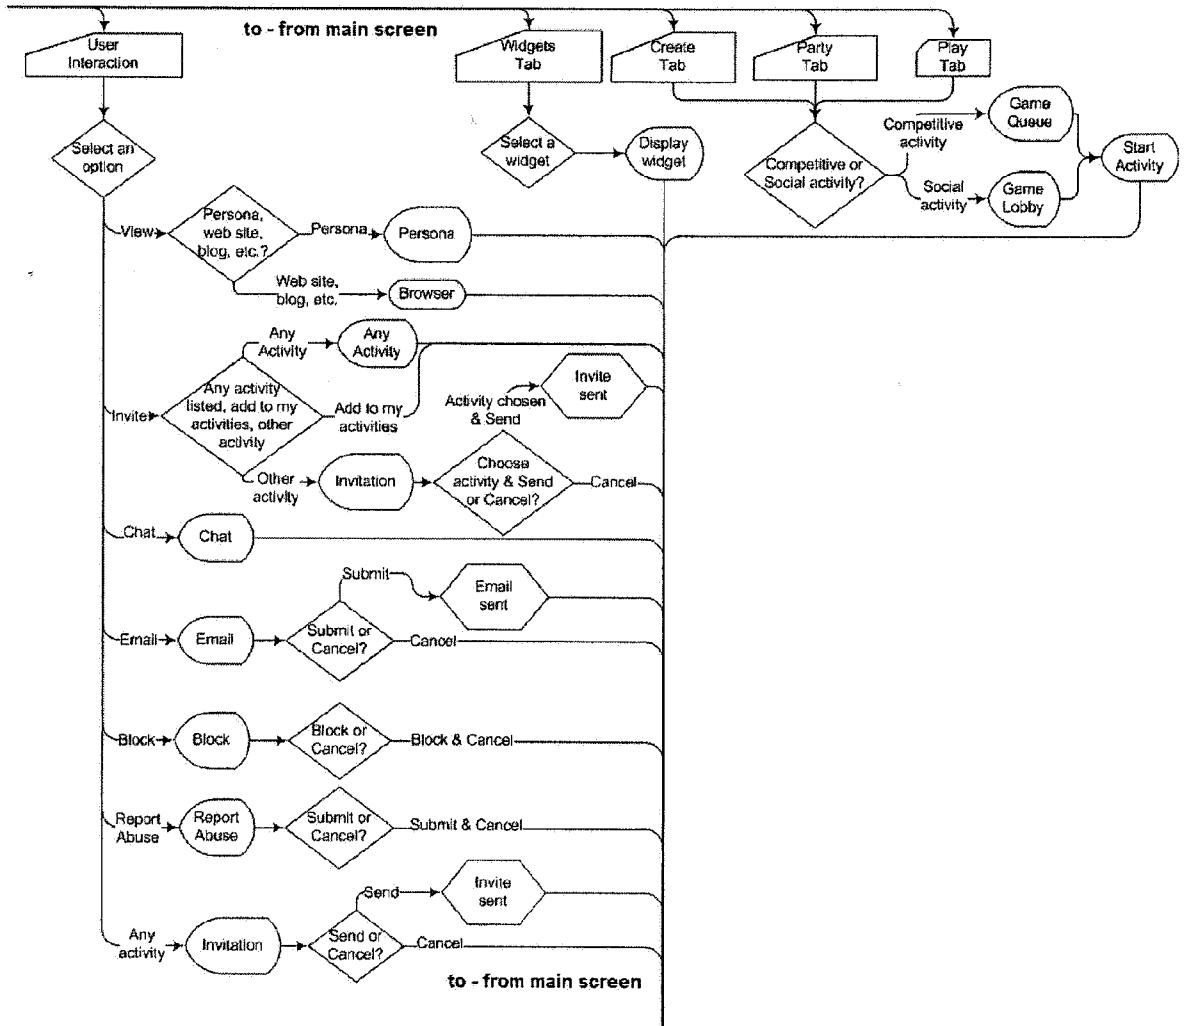 to - from main screen
User
Interaction
Widgets
Tab
Create
Tab
Party
Tab
Play
Tab
Select an
option
Select a
widget
Display
widget
Competitive or
Social activity?
Competitive
activity
Game
Queue
Social
activity
Game
Lobby
Start
Activity
View
Persona,
web site,
blog, etc.?
Persona
Persona
Web site,
blog, etc.
Browser
Invite
Any activity
listed, add to my
activities, other
activity
Any
Activity
Any
Activity
Add to my
activities
Other
activity
Invitation
Choose
activity & Send
or Cancel?
Activity chosen
& Send
Invite
sent
Cancel
Chat
Chat
Email
Email
Submit or
Cancel?
Submit
Email
sent
Cancel
Block
Block
Block or
Cancel?
Block & Cancel
Report
Abuse
Report
Abuse
Submit or
Cancel?
Submit & Cancel
Any
activity
Invitation
Send or
Cancel?
Send
Invite
sent
Cancel
to - from main screen